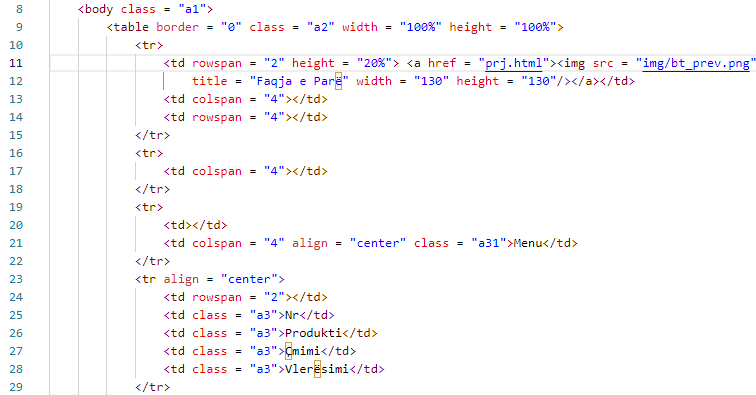 8 <body class = "a1">
9 <table border = "0" class = "a2" width = "100%" height = "100%">
10 <tr>
11 <td rowspan = "2" height = "20%"> <a href = "prj.html"><img src = "img/bt_prev.png"
12 title = "Faqja e Parë" width = "130" height = "130"/></a></td>
13 <td colspan = "4"></td>
14 <td rowspan = "4"></td>
15 </tr>
16 <tr>
17 <td colspan = "4"></td>
18 </tr>
19 <tr>
20 <td></td>
21 <td colspan = "4" align = "center" class = "a31">Menu</td>
22 </tr>
23 <tr align = "center">
24 <td rowspan = "2"></td>
25 <td class = "a3">Nr</td>
26 <td class = "a3">Produkti</td>
27 <td class = "a3">Çmimi</td>
28 <td class = "a3">Vlerësimi</td>
29 </tr>